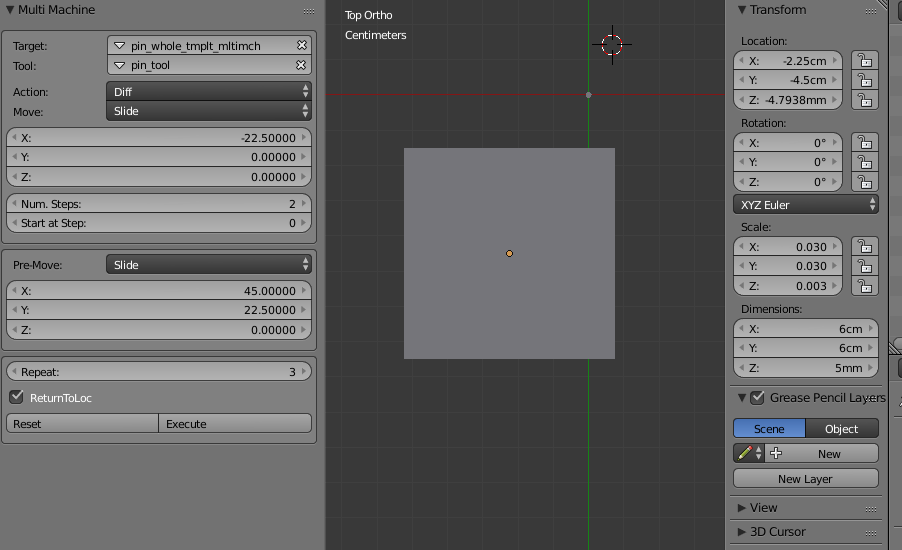 Multi Machine
Target: pin_whole_tmplt_mltimch
Tool: pin_tool
Action: Diff
Move: Slide
X: -22.50000
Y: 0.00000
Z: 0.00000
Num. Steps: 2
Start at Step: 0
Pre-Move: Slide
X: 45.00000
Y: 22.50000
Z: 0.00000
Repeat: 3
ReturnToLoc
Reset Execute
Top Ortho
Centimeters
Transform
Location:
X: -2.25cm
Y: -4.5cm
Z: -4.7938mm
Rotation:
X: 0°
Y: 0°
Z: 0°
XYZ Euler
Scale:
X: 0.030
Y: 0.030
Z: 0.003
Dimensions:
X: 6cm
Y: 6cm
Z: 5mm
Grease Pencil Layers
Scene Object
New
New Layer
View
3D Cursor